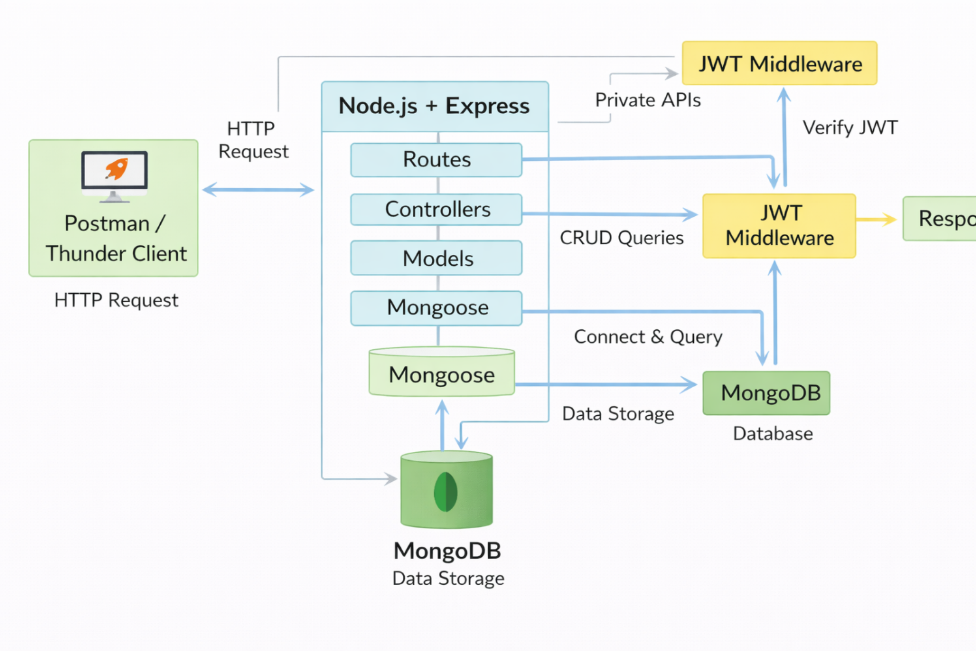 JWT Middleware
Private APIs
Node.js + Express
HTTP
Request
Verify JWT
Routes
Postman /
Thunder Client
HTTP Request
Controllers
CRUD Queries
JWT
Middleware
Respo
Models
Mongoose
Connect & Query
Mongoose
MongoDB
Data Storage
Database
MongoDB
Data Storage